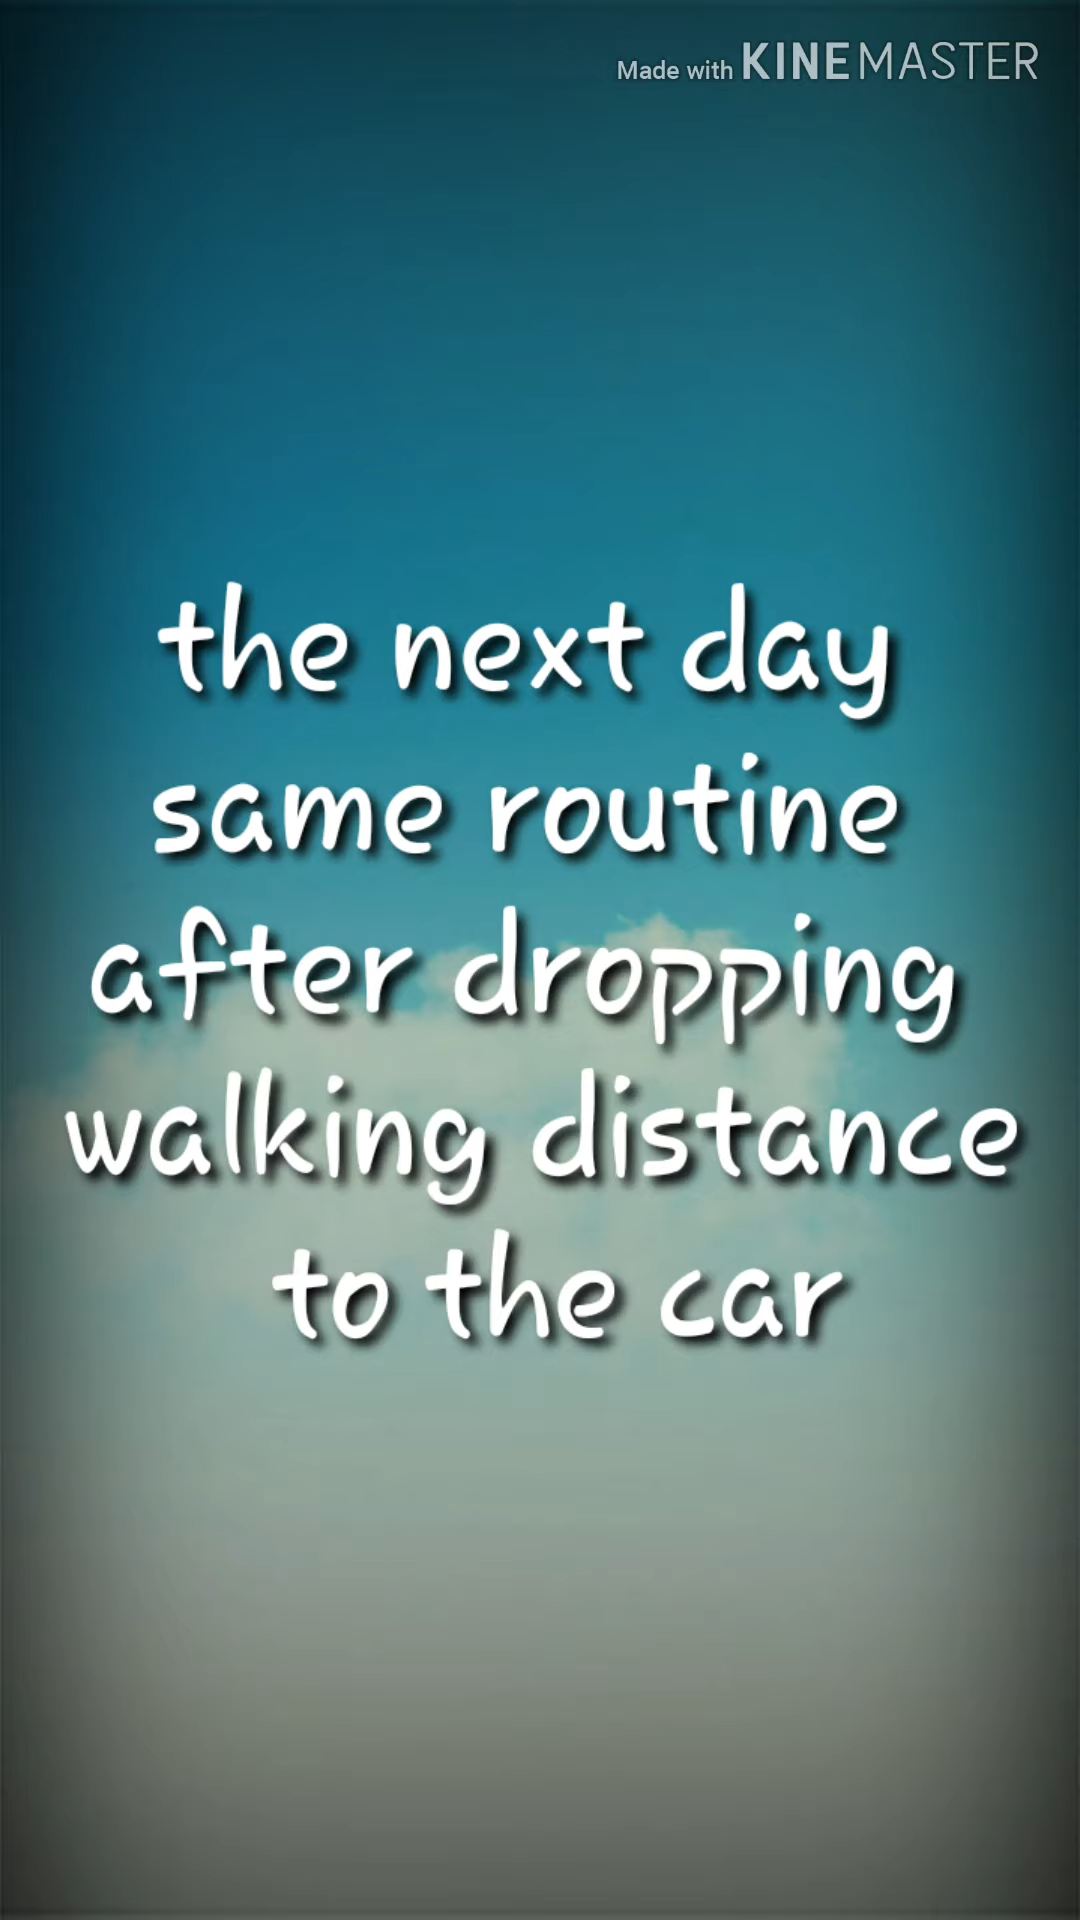 Made with KINEMASTER
the next day
same routine
after dropping
walking distance
to the car